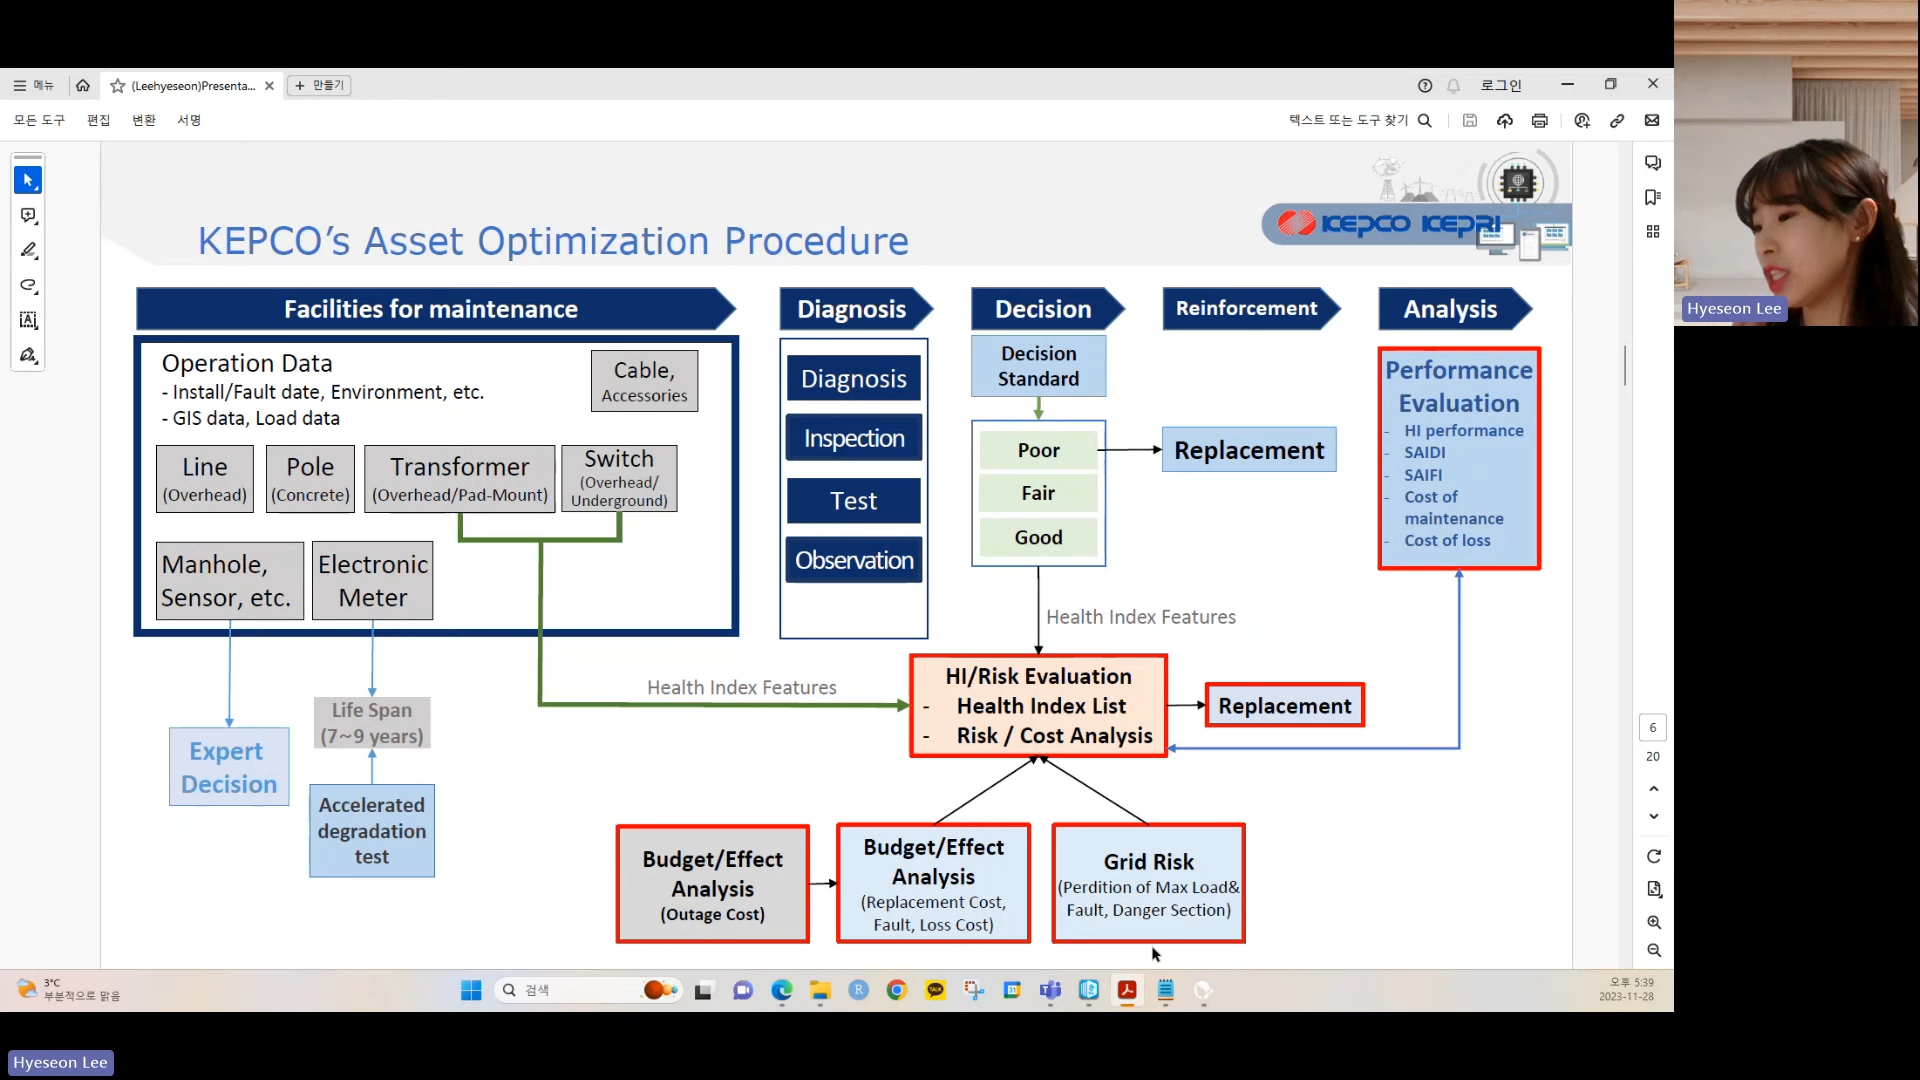 메뉴
(Leehyeseon)Presenta...
만들기
로그인
모든 도구
편집
변환
서명
텍스트 또는 도구 찾기
KEPCO KEPRI
KEPCO's Asset Optimization Procedure
Facilities for maintenance
Diagnosis
Decision
Reinforcement
Analysis
Operation Data
- Install/Fault date, Environment, etc.
- GIS data, Load data
Cable,
Accessories
Line
(Overhead)
Pole
(Concrete)
Transformer
(Overhead/Pad-Mount)
Switch
(Overhead/
Underground)
Manhole,
Sensor, etc.
Electronic
Meter
Life Span
(7~9 years)
Expert
Decision
Accelerated
degradation
test
Diagnosis
Inspection
Test
Observation
Decision
Standard
Poor
Fair
Good
Replacement
Performance
Evaluation
- HI performance
- SAIDI
- SAIFI
- Cost of
maintenance
- Cost of loss
Health Index Features
Health Index Features
HI/Risk Evaluation
- Health Index List
- Risk / Cost Analysis
Replacement
Budget/Effect
Analysis
(Outage Cost)
Budget/Effect
Analysis
(Replacement Cost,
Fault, Loss Cost)
Grid Risk
(Perdition of Max Load&
Fault, Danger Section)
6
20
3°C
부분적으로 맑음
검색
오후 5:39
2023-11-28
Hyeseon Lee
Hyeseon Lee